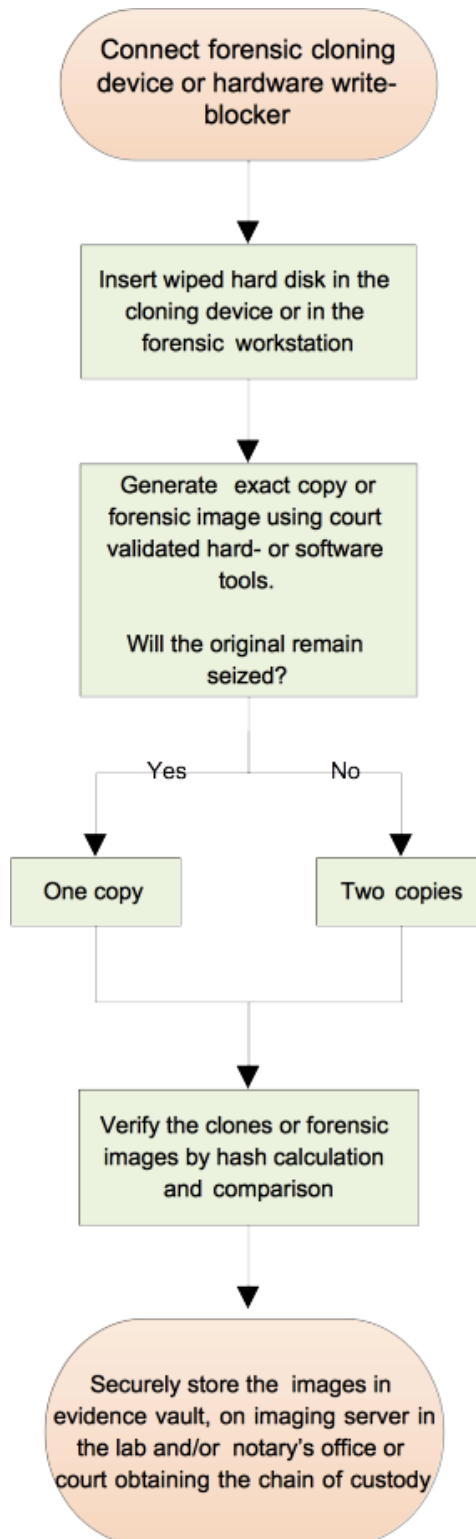 Connect forensic cloning
device or hardware write-
blocker
Insert wiped hard disk in the
cloning device or in the
forensic workstation
Generate exact copy or
forensic image using court
validated hard- or software
tools.
Will the original remain
seized?
Yes
No
One copy
Two copies
Verify the clones or forensic
images by hash calculation
and comparison
Securely store the images in
evidence vault, on imaging server in
the lab and/or notary's office or
court obtaining the chain of custody